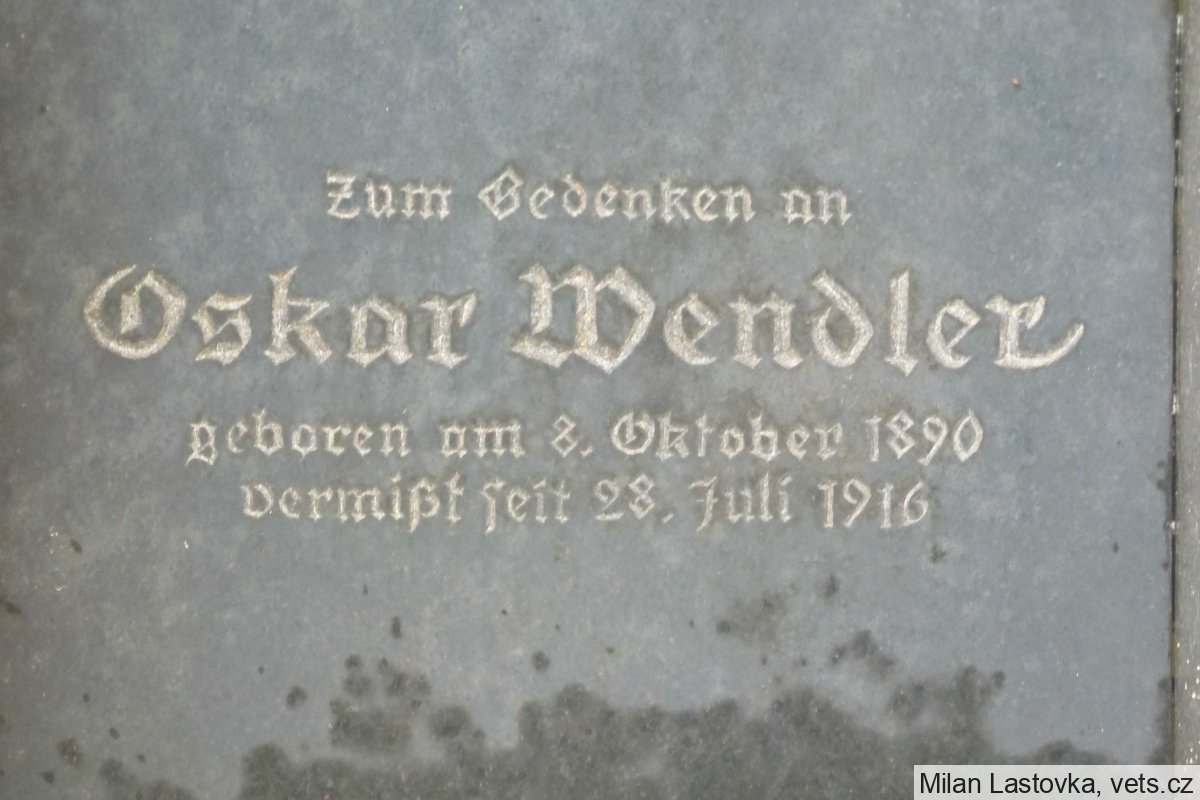 Zum Gedenken an
Oskar Wendler
geboren am 8. Oktober 1890
vermißt seit 28. Juli 1916
Milan Lastovka, vets.cz